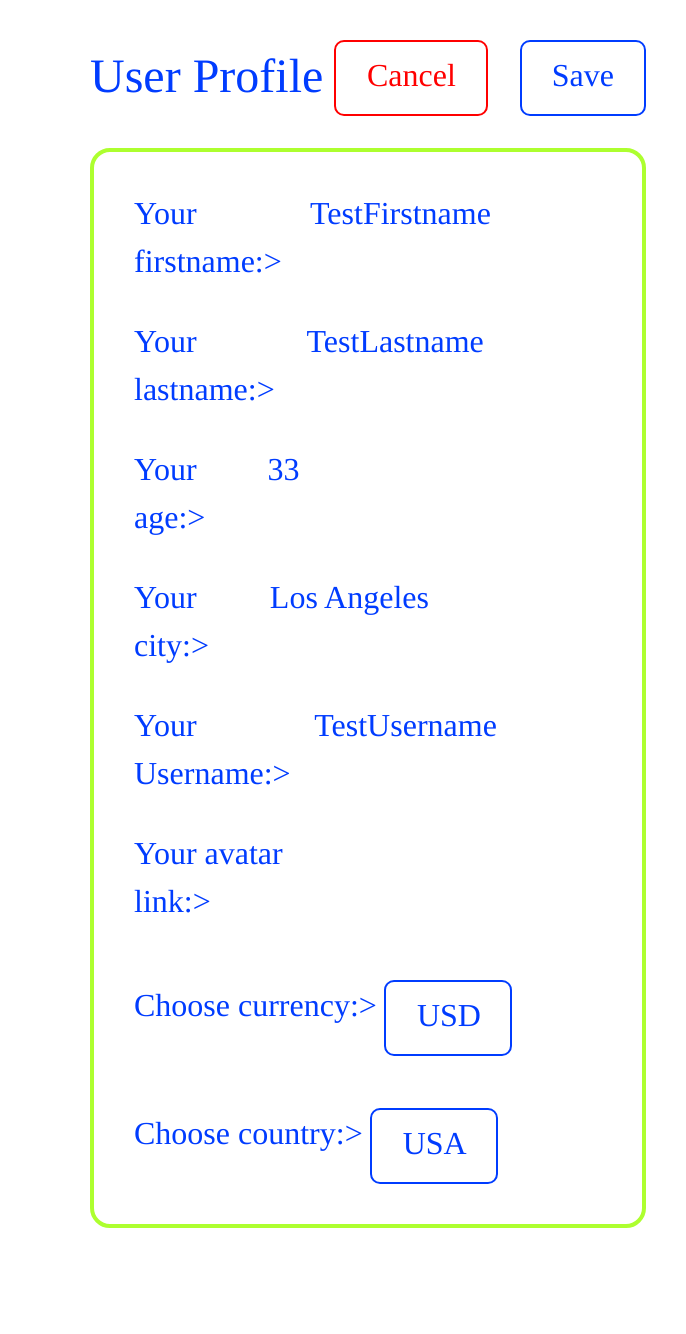 User Profile Cancel Save
Your TestFirstname
firstname:>
Your TestLastname
lastname:>
Your 33
age:>
Your Los Angeles
city:>
Your TestUsername
Username:>
Your avatar
link:>
Choose currency:> USD
Choose country:> USA